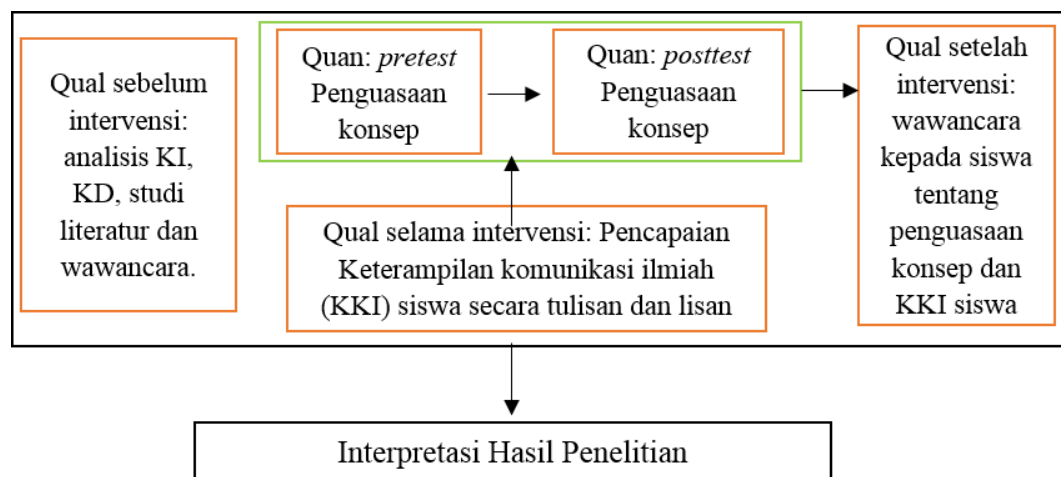 Qual sebelum
intervensi:
analisis KI,
KD, studi
literatur dan
wawancara.
Quan: pretest
Penguasaan
konsep
Quan: posttest
Penguasaan
konsep
Qual selama intervensi: Pencapaian
Keterampilan komunikasi ilmiah
(KKI) siswa secara tulisan dan lisan
Qual setelah
intervensi:
wawancara
kepada siswa
tentang
penguasaan
konsep dan
KKI siswa
Interpretasi Hasil Penelitian